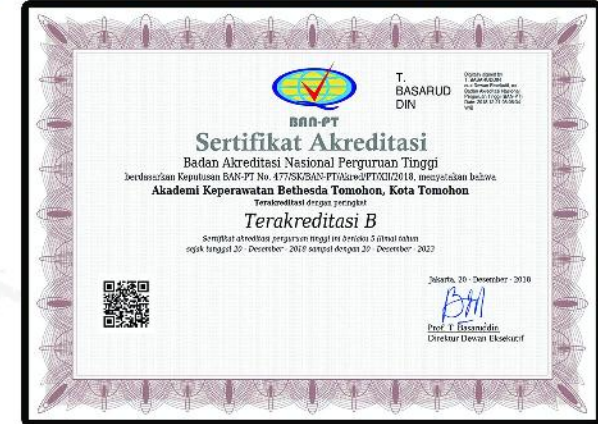 BAN-PT
T.
BASARUD
DIN
Sertifikat Akreditasi
Badan Akreditasi Nasional Perguruan Tinggi
berdasarkan Keputusan BAN-PT No. 477/SK/BAN-PT/Akred/PT/XII/2018, menyatakan bahwa
Akademi Keperawatan Bethesda Tomohon, Kota Tomohon
Terakreditasi dengan peringkat
Terakreditasi B
Sertifikat akreditasi perguruan tinggi ini berlaku 5 (lima) tahun
sejak tanggal 20 - Desember - 2018 sampai dengan 20 - Desember - 2023
Jakarta, 20 - Desember - 2018
Prof. T. Basaruddin
Direktur Dewan Eksekutif